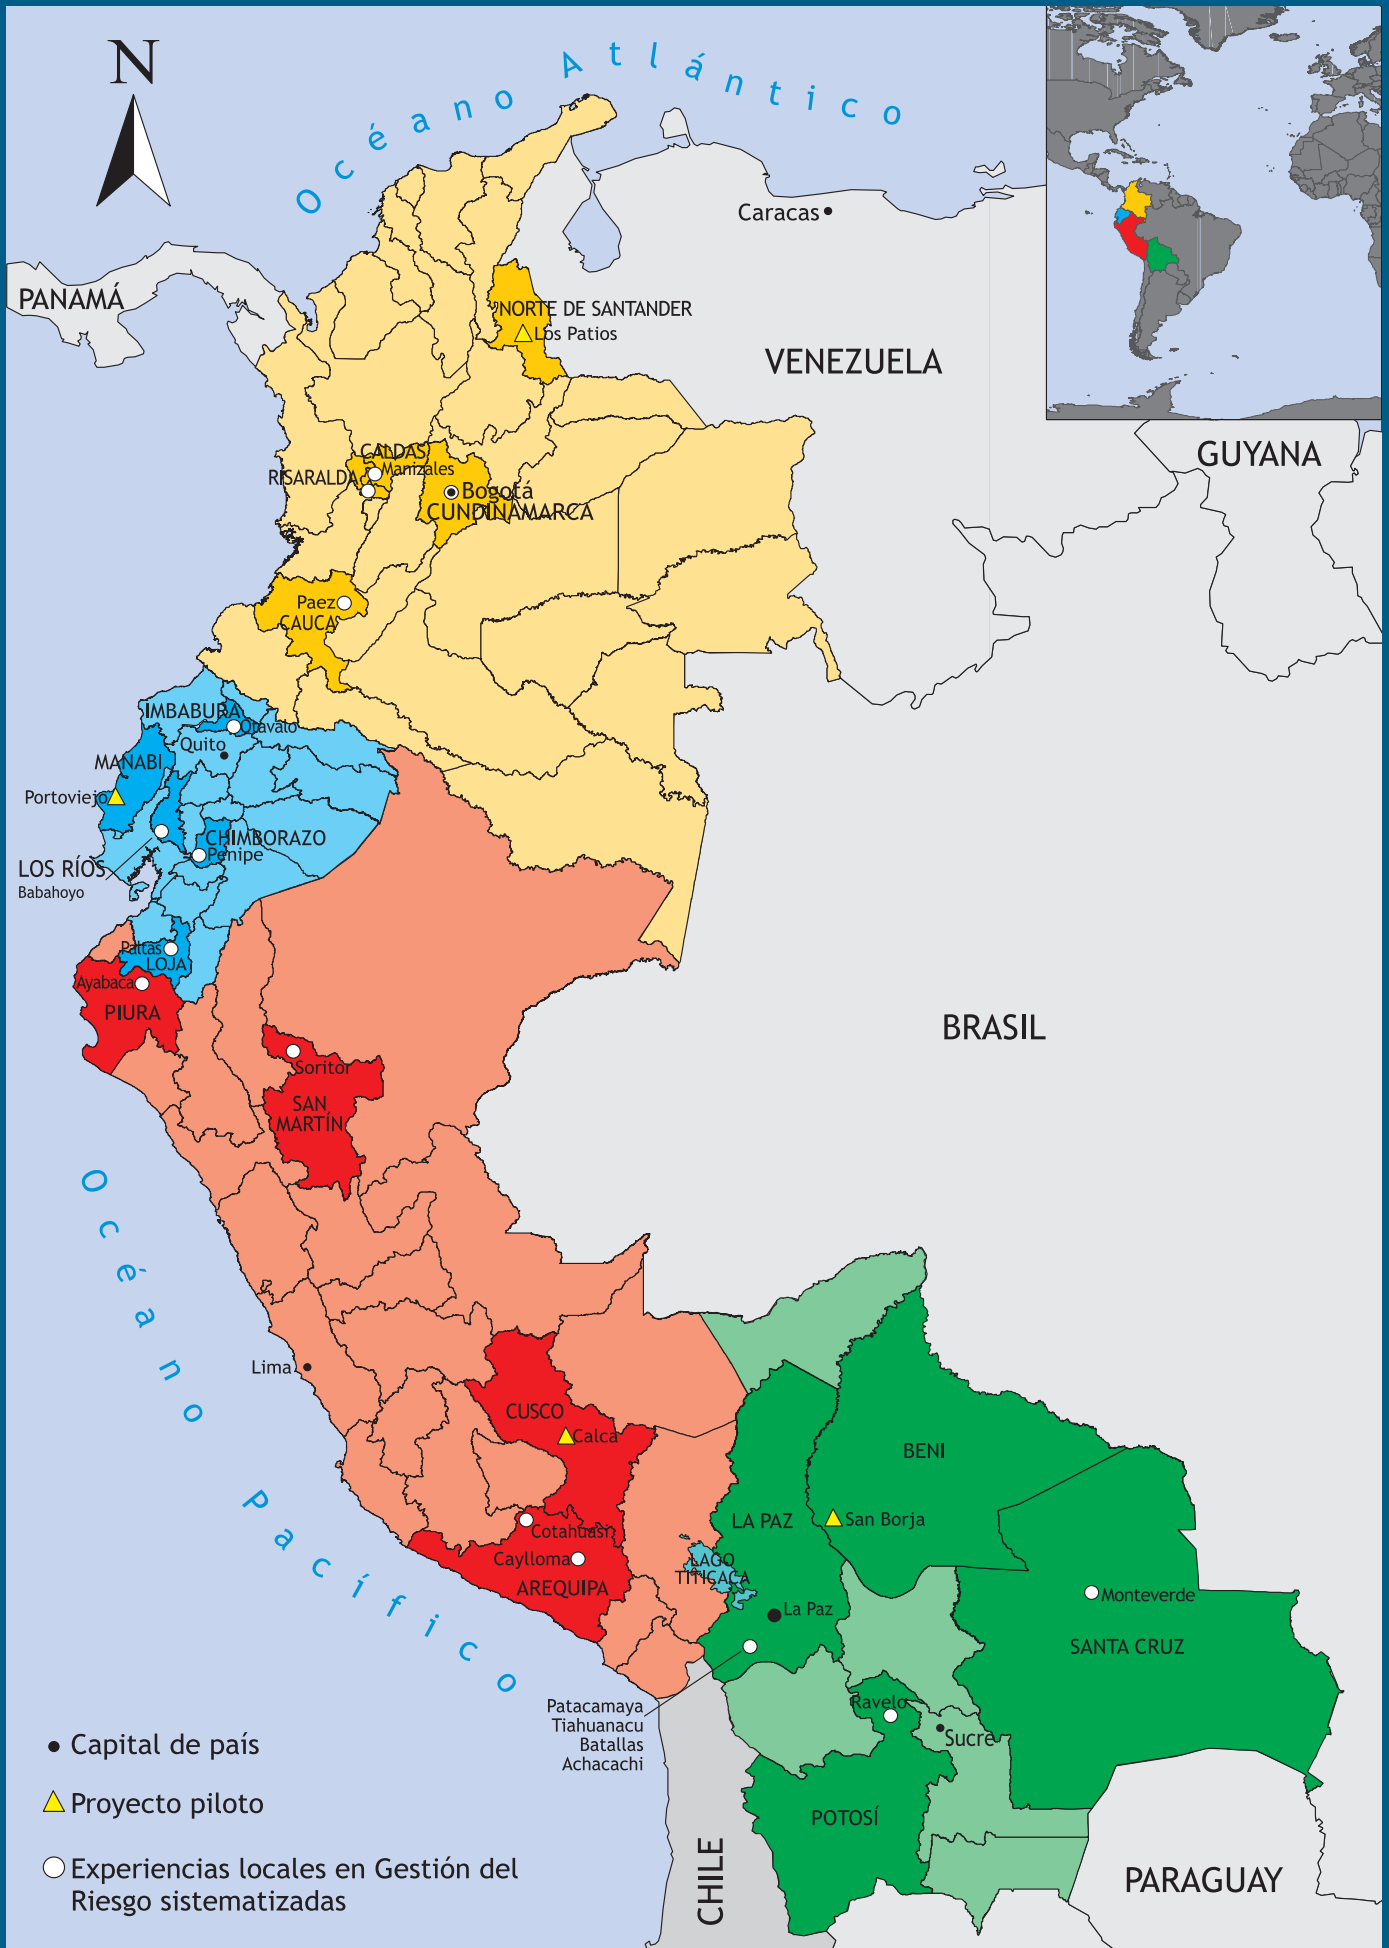 N
Océano Atlántico
Caracas
PANAMÁ
NORTE DE SANTANDER
Los Patios
VENEZUELA
GUYANA
CALDAS
Manizales
RISARALDA
Bogotá
CUNDINAMARCA
Paez
CAUCA
IMBABURA
Otavalo
Quito
MANABI
Portoviejo
CHIMBORAZO
Penipe
LOS RÍOS
Babahoyo
Paltas
LOJA
Ayabaca
PIURA
BRASIL
Soritor
SAN
MARTÍN
Océano Pacífico
Lima
CUSCO
Calca
BENI
LA PAZ
San Borja
Cotahuasi
Caylloma
AREQUIPA
LAGO
TITICACA
La Paz
Monteverde
SANTA CRUZ
Patacamaya
Tiahuanacu
Batallas
Achacachi
Ravelo
Sucre
POTOSÍ
CHILE
PARAGUAY
Capital de país
Proyecto piloto
Experiencias locales en Gestión del
Riesgo sistematizadas